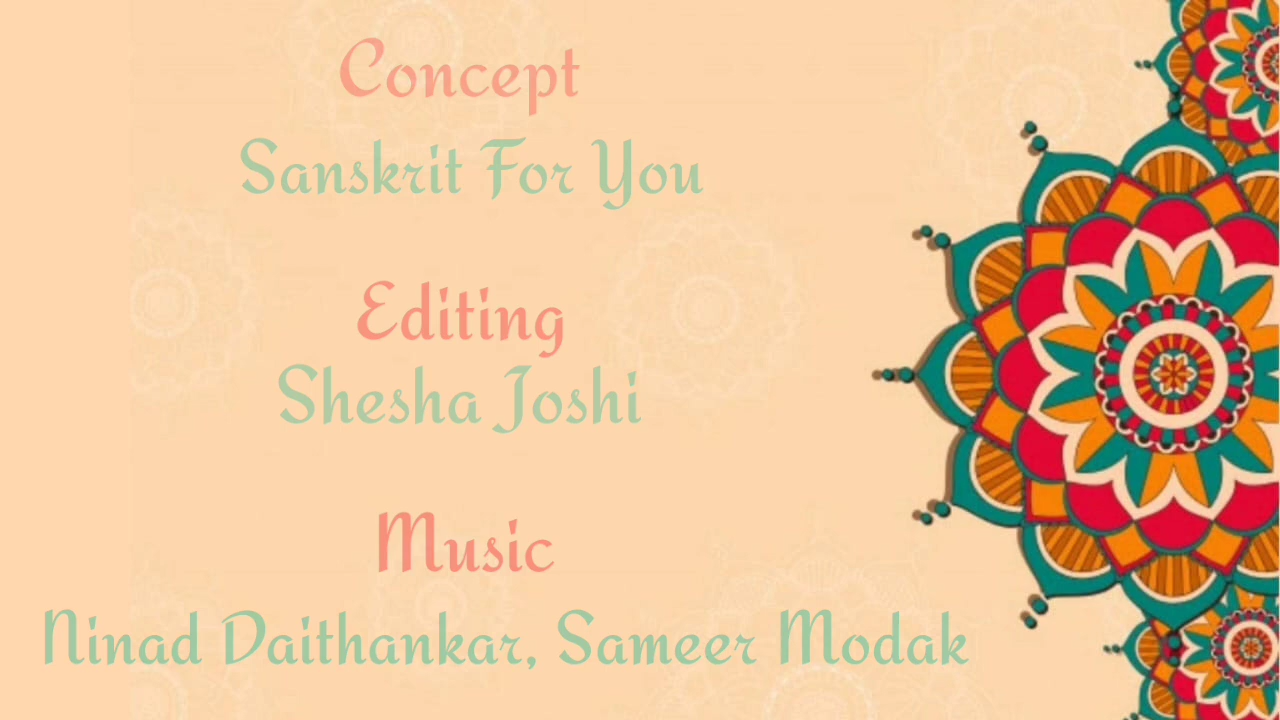 Concept
Sanskrit For You
Editing
Shesha Joshi
Music
Ninad Daithankar, Sameer Modak